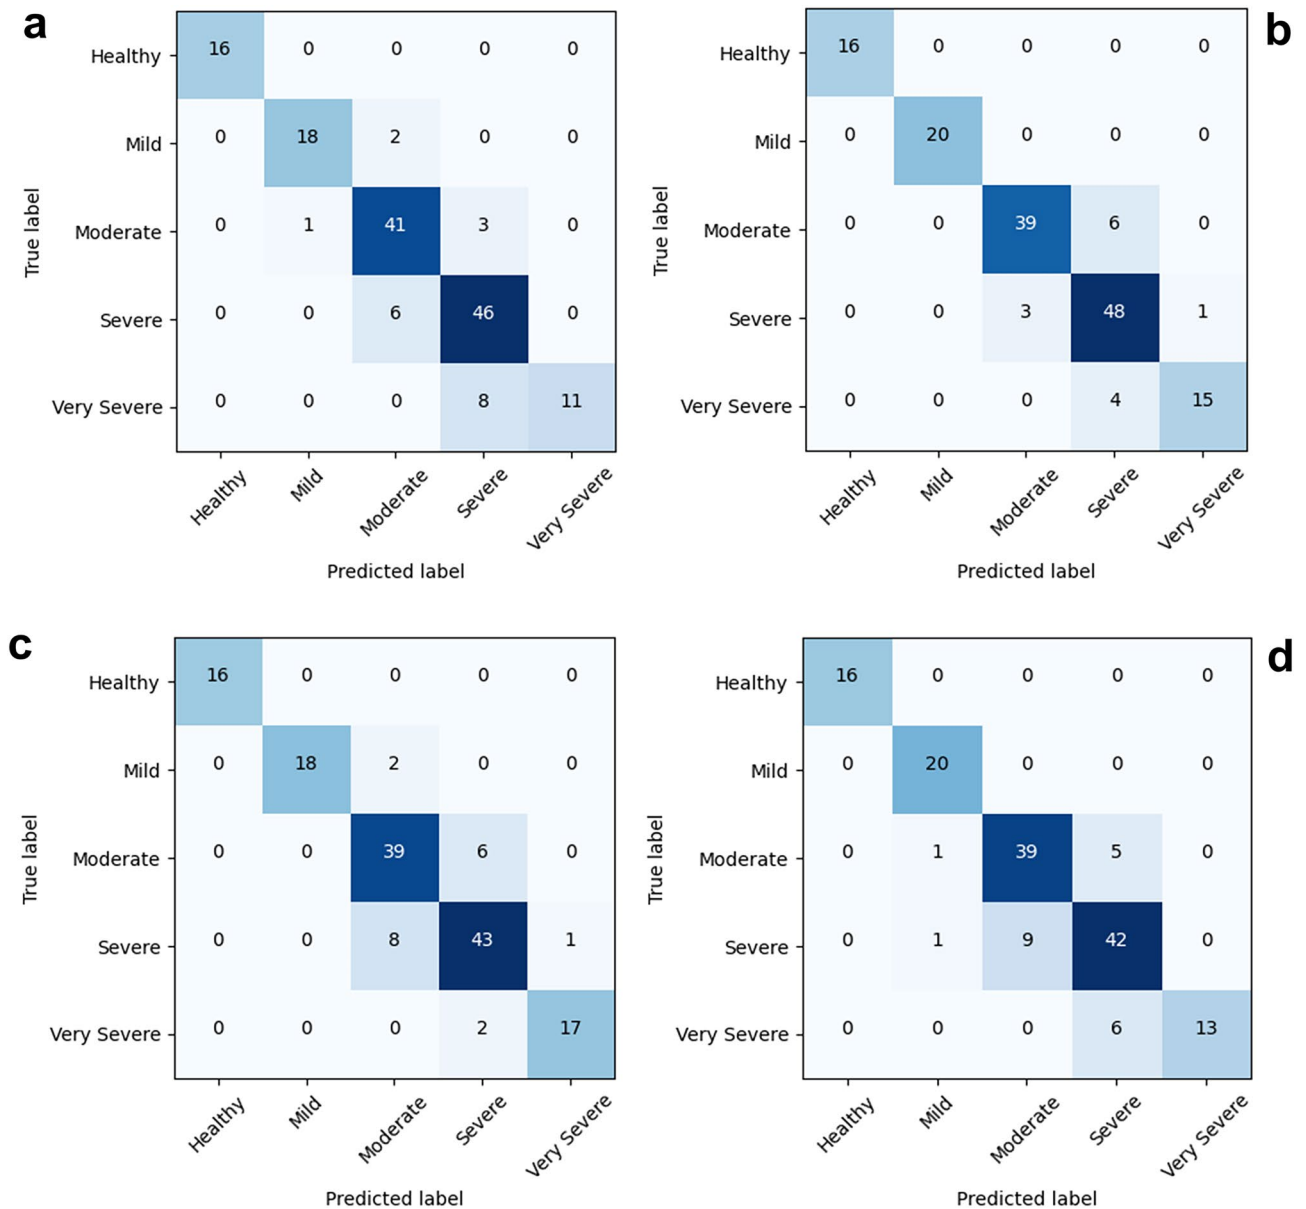 a
Healthy 16 0 0 0 0
Mild 0 18 2 0 0
Moderate 0 1 41 3 0
Severe 0 0 6 46 0
Very Severe 0 0 0 8 11
True label
Healthy Mild Moderate Severe Very Severe
Predicted label
b
Healthy 16 0 0 0 0
Mild 0 20 0 0 0
Moderate 0 0 39 6 0
Severe 0 0 3 48 1
Very Severe 0 0 0 4 15
True label
Healthy Mild Moderate Severe Very Severe
Predicted label
c
Healthy 16 0 0 0 0
Mild 0 18 2 0 0
Moderate 0 0 39 6 0
Severe 0 0 8 43 1
Very Severe 0 0 0 2 17
True label
Healthy Mild Moderate Severe Very Severe
Predicted label
d
Healthy 16 0 0 0 0
Mild 0 20 0 0 0
Moderate 0 1 39 5 0
Severe 0 1 9 42 0
Very Severe 0 0 0 6 13
True label
Healthy Mild Moderate Severe Very Severe
Predicted label